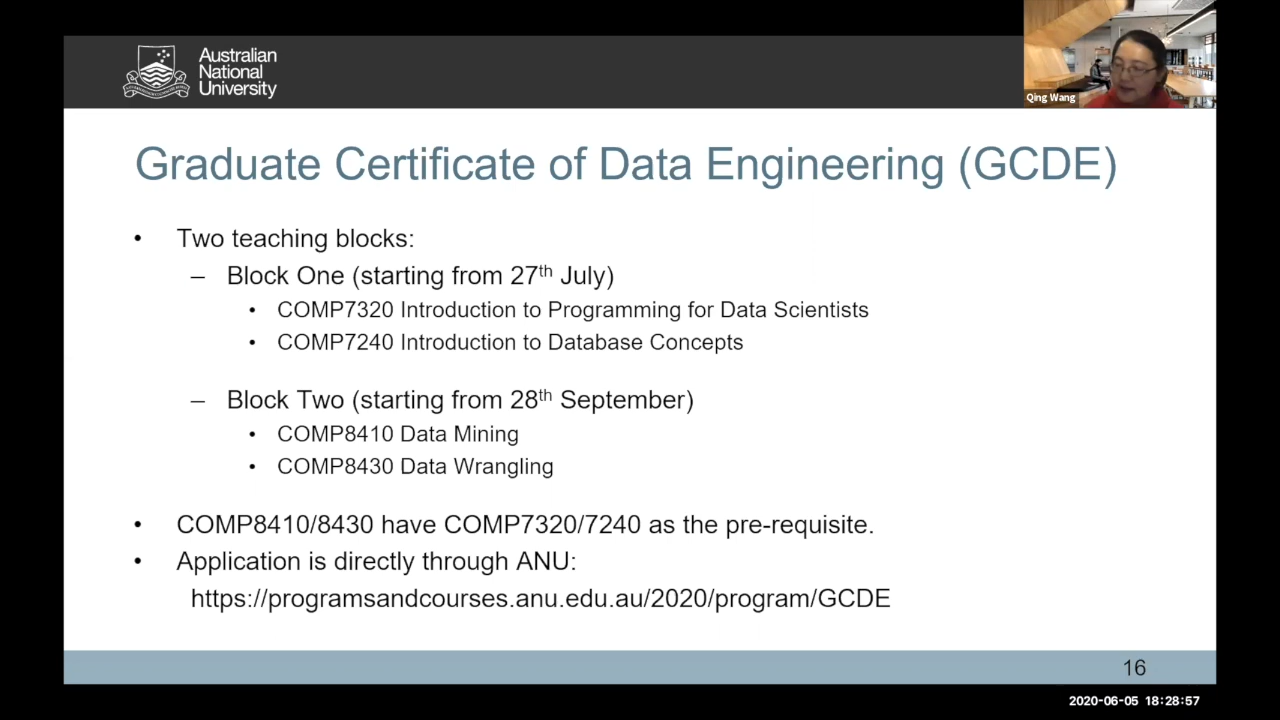 Australian
National
University
Qing Wang
Graduate Certificate of Data Engineering (GCDE)
• Two teaching blocks:
– Block One (starting from 27th July)
• COMP7320 Introduction to Programming for Data Scientists
• COMP7240 Introduction to Database Concepts
– Block Two (starting from 28th September)
• COMP8410 Data Mining
• COMP8430 Data Wrangling
• COMP8410/8430 have COMP7320/7240 as the pre-requisite.
• Application is directly through ANU:
https://programsandcourses.anu.edu.au/2020/program/GCDE
16
2020-06-05 18:28:57